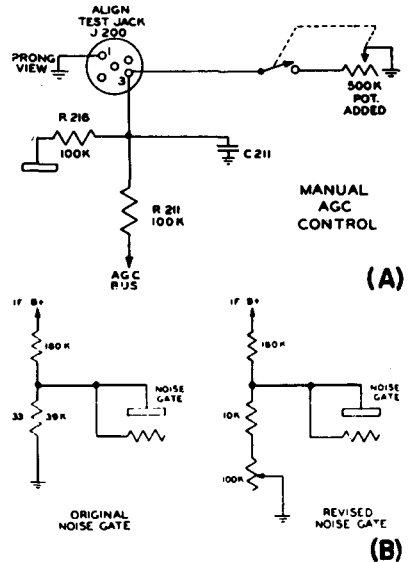 ALIGN
TEST JACK
J 200
PRONG
VIEW
1
3
500K
POT.
ADDED
R 216
100K
C 211
R 211
100K
MANUAL
AGC
CONTROL
AGC
BUS
(A)
IF B+
180K
33
39K
NOISE
GATE
ORIGINAL
NOISE GATE
IF B+
180K
NOISE
GATE
10K
100K
REVISED
NOISE GATE
(B)